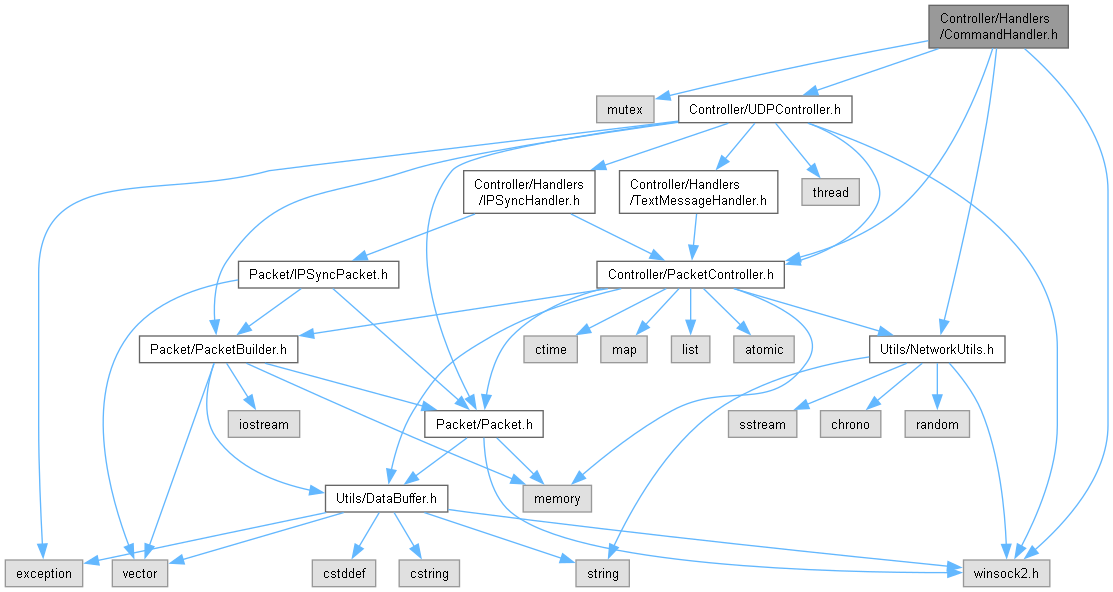 Controller/Handlers
/CommandHandler.h
mutex
Controller/UDPController.h
Controller/Handlers
/IPSyncHandler.h
Controller/Handlers
/TextMessageHandler.h
thread
Packet/IPSyncPacket.h
Controller/PacketController.h
Packet/PacketBuilder.h
ctime
map
list
atomic
Utils/NetworkUtils.h
iostream
Packet/Packet.h
sstream
chrono
random
Utils/DataBuffer.h
memory
exception
vector
cstddef
cstring
string
winsock2.h